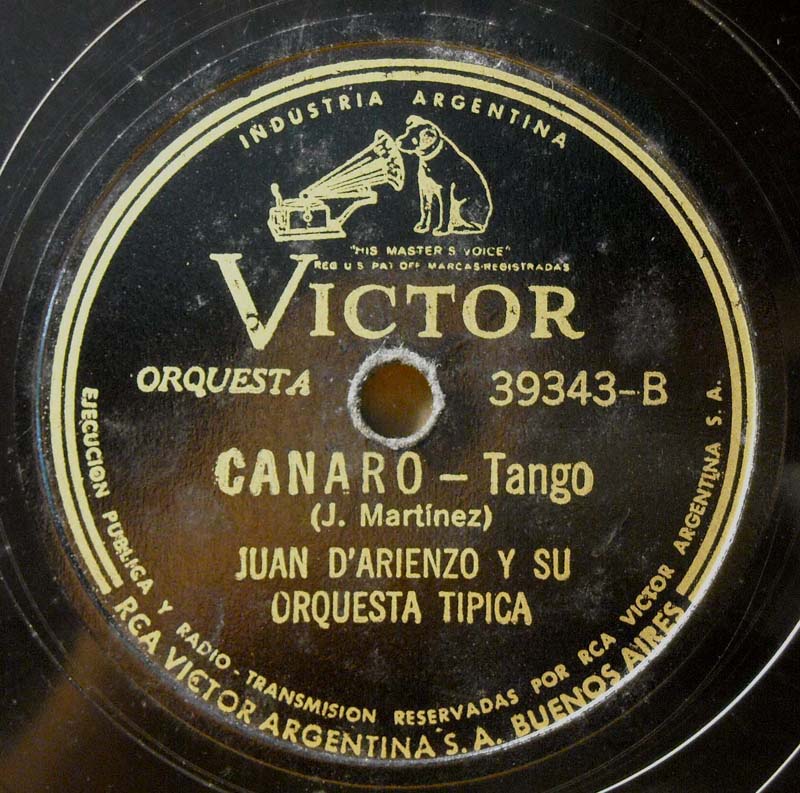 INDUSTRIA ARGENTINA
"HIS MASTER'S VOICE"
REG U S PAT OFF MARCAS REGISTRADAS
VICTOR
ORQUESTA
39343-B
CANARO - Tango
(J. Martínez)
JUAN D'ARIENZO Y SU
ORQUESTA TIPICA
EJECUCION PUBLICA Y RADIO-TRANSMISION RESERVADAS POR RCA VICTOR ARGENTINA S. A.
RCA VICTOR ARGENTINA S. A. BUENOS AIRES